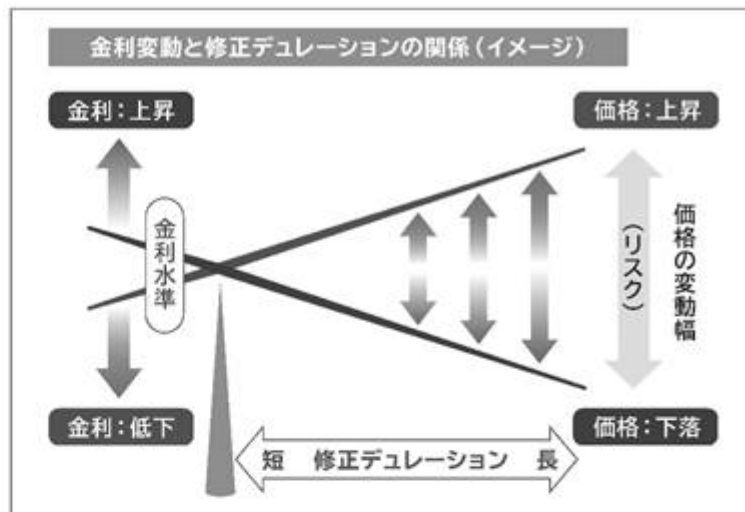 金利変動と修正デュレーションの関係(イメージ)
金利:上昇
価格:上昇
金利水準
価格の変動幅
(リスク)
金利:低下
価格:下落
短 修正デュレーション 長